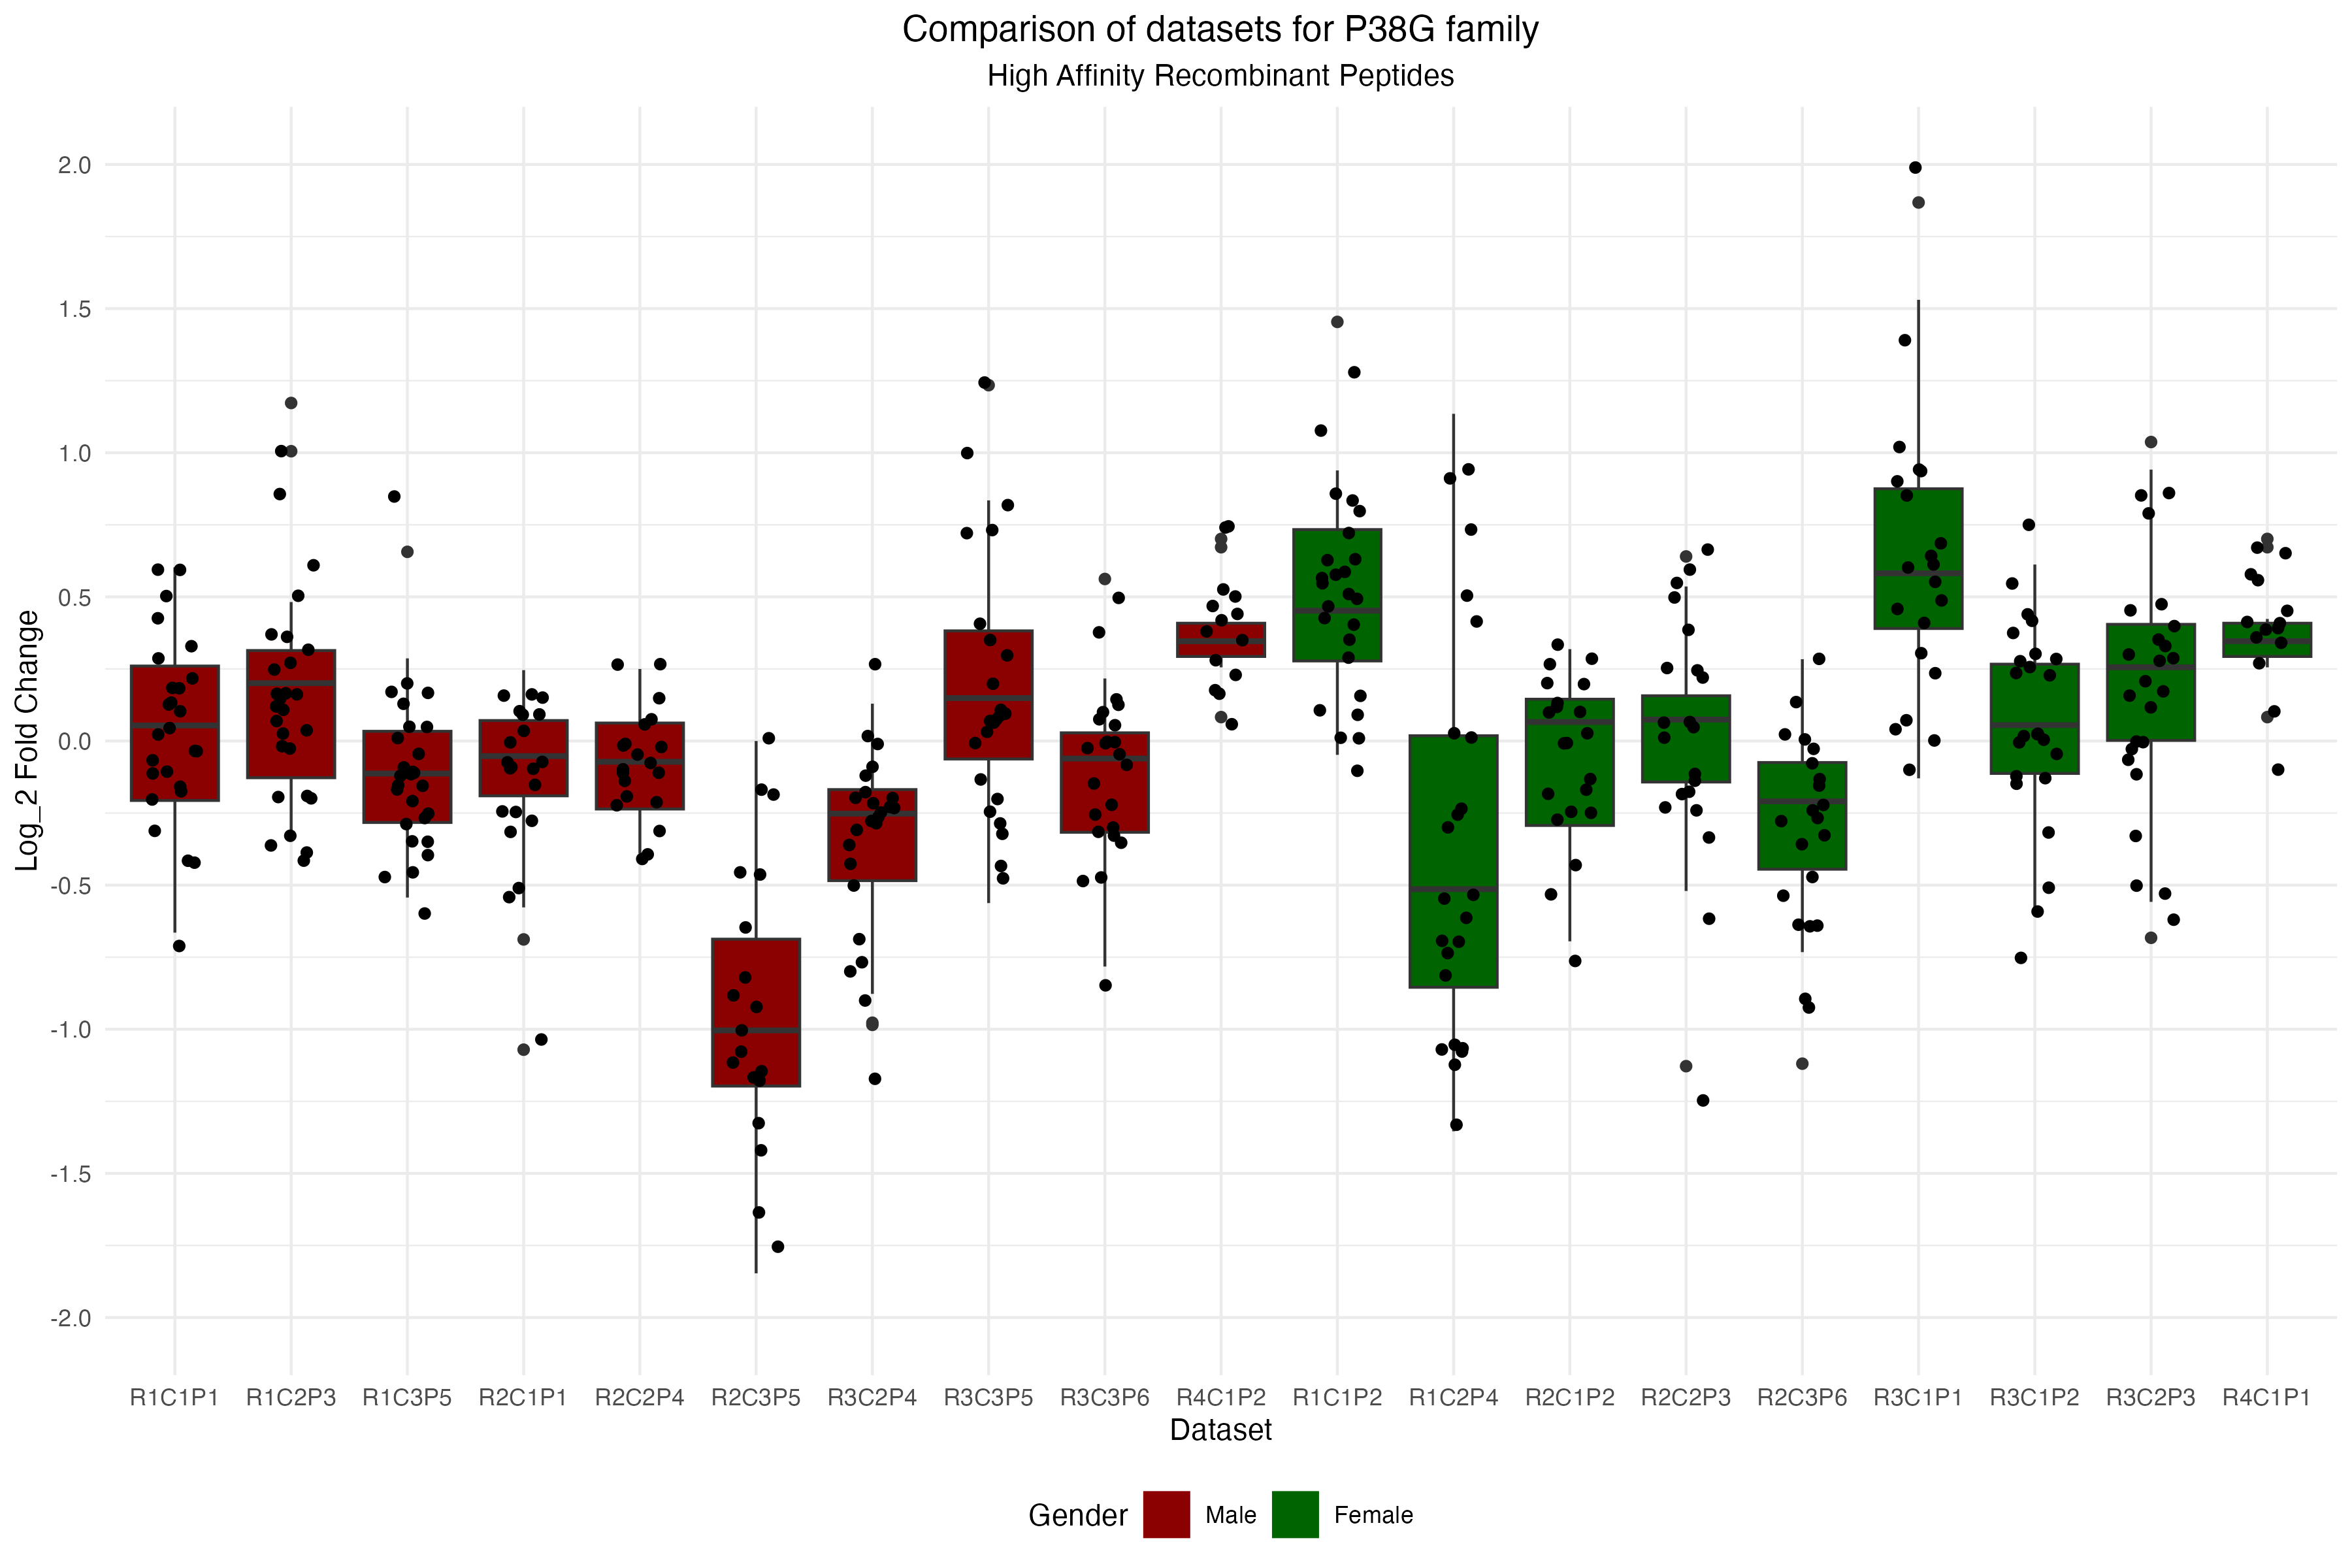 Comparison of datasets for P38G family
High Affinity Recombinant Peptides
Log_2 Fold Change
2.0
1.5
1.0
0.5
0.0
-0.5
-1.0
-1.5
-2.0
R1C1P1 R1C2P3 R1C3P5 R2C1P1 R2C2P4 R2C3P5 R3C2P4 R3C3P5 R3C3P6 R4C1P2 R1C1P2 R1C2P4 R2C1P2 R2C2P3 R2C3P6 R3C1P1 R3C1P2 R3C2P3 R4C1P1
Dataset
Gender Male Female